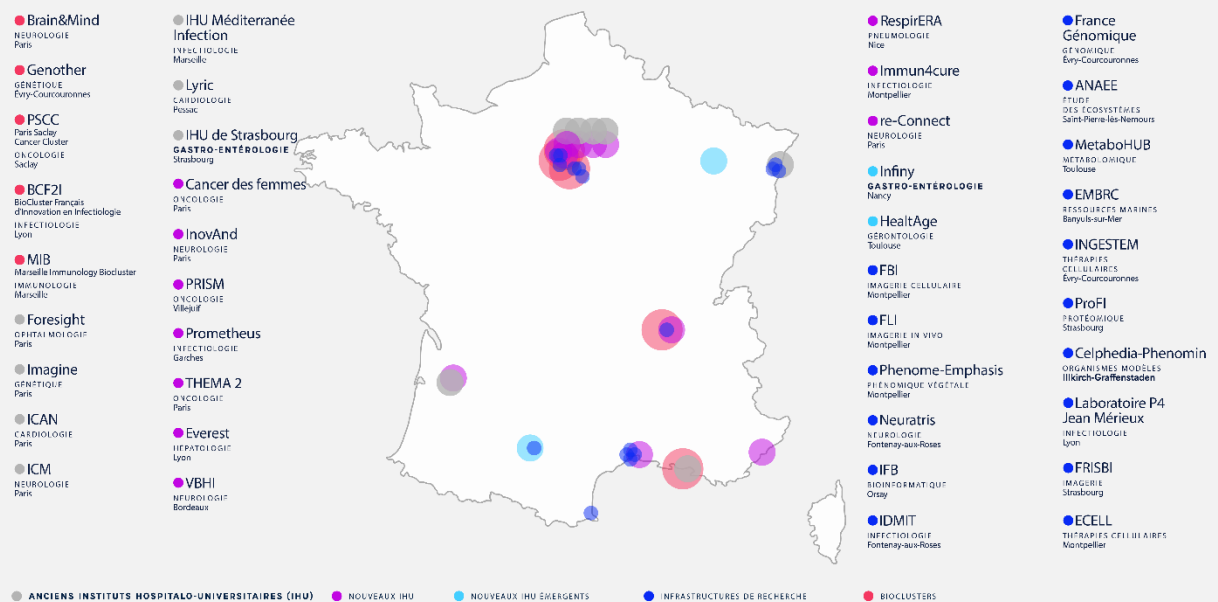 Brain&Mind
NEUROLOGIE
Paris
Genother
GÉNÉTIQUE
Évry-Courcouronnes
PSCC
Paris Saclay
Cancer Cluster
ONCOLOGIE
Saclay
BCF2I
BioCluster Français
d'Innovation en Infectiologie
INFECTIOLOGIE
Lyon
MIB
Marseille Immunology Biocluster
IMMUNOLOGIE
Marseille
Foresight
OPHTALMOLOGIE
Paris
Imagine
GÉNÉTIQUE
Paris
ICAN
CARDIOLOGIE
Paris
ICM
NEUROLOGIE
Paris
IHU Méditerranée
Infection
INFECTIOLOGIE
Marseille
Lyric
CARDIOLOGIE
Pessac
IHU de Strasbourg
GASTRO-ENTÉROLOGIE
Strasbourg
Cancer des femmes
ONCOLOGIE
Paris
InovAnd
NEUROLOGIE
Paris
PRISM
ONCOLOGIE
Villejuif
Prometheus
INFECTIOLOGIE
Garches
THEMA 2
ONCOLOGIE
Paris
Everest
HÉPATOLOGIE
Lyon
VBHI
NEUROLOGIE
Bordeaux
RespirERA
PNEUMOLOGIE
Nice
Immun4cure
INFECTIOLOGIE
Montpellier
re-Connect
NEUROLOGIE
Paris
Infiny
GASTRO-ENTÉROLOGIE
Nancy
HealtAge
GÉRONTOLOGIE
Toulouse
FBI
IMAGERIE CELLULAIRE
Montpellier
FLI
IMAGERIE IN VIVO
Montpellier
Phenome-Emphasis
PHÉNOMIQUE VÉGÉTALE
Montpellier
Neuratris
NEUROLOGIE
Fontenay-aux-Roses
IFB
BIOINFORMATIQUE
Orsay
IDMIT
INFECTIOLOGIE
Fontenay-aux-Roses
France
Génomique
GÉNOMIQUE
Évry-Courcouronnes
ANAEE
ÉTUDE
DES ÉCOSYSTÈMES
Saint-Pierre-lès-Nemours
MetaboHUB
MÉTABOLOMIQUE
Toulouse
EMBRC
RESSOURCES MARINES
Banyuls-sur-Mer
INGESTEM
THÉRAPIES
CELLULAIRES
Évry-Courcouronnes
ProFI
PROTÉOMIQUE
Strasbourg
Celphedia-Phenomin
ORGANISMES MODÈLES
Illkirch-Graffenstaden
Laboratoire P4
Jean Mérieux
INFECTIOLOGIE
Lyon
FRISBI
IMAGERIE
Strasbourg
ECELL
THÉRAPIES CELLULAIRES
Montpellier
ANCIENS INSTITUTS HOSPITALO-UNIVERSITAIRES (IHU)
NOUVEAUX IHU
NOUVEAUX IHU ÉMERGENTS
INFRASTRUCTURES DE RECHERCHE
BIOCLUSTERS